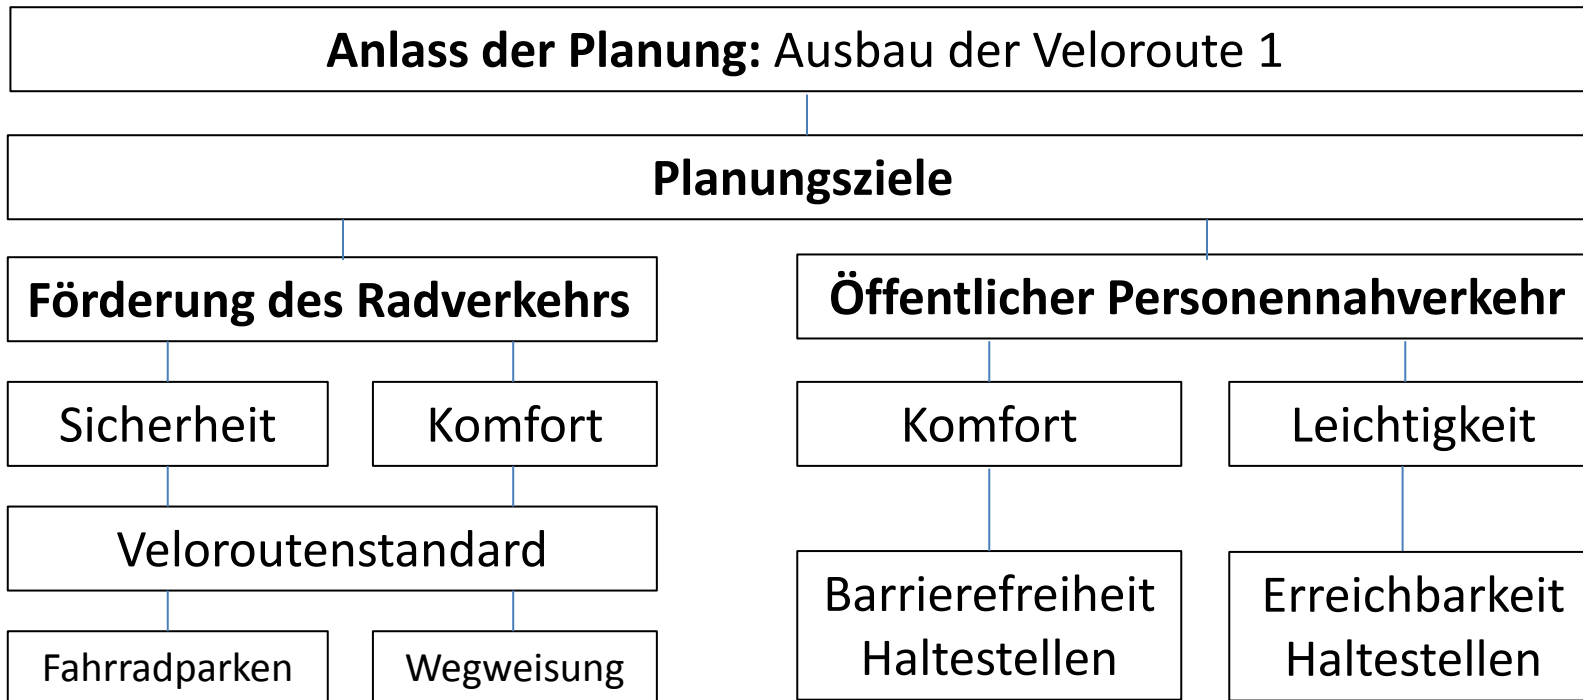 Anlass der Planung: Ausbau der Veloroute 1
Planungsziele
Förderung des Radverkehrs
Öffentlicher Personennahverkehr
Sicherheit
Komfort
Komfort
Leichtigkeit
Veloroutenstandard
Barrierefreiheit
Haltestellen
Erreichbarkeit
Haltestellen
Fahrradparken
Wegweisung